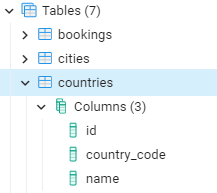 Tables (7)
bookings
cities
countries
Columns (3)
id
country_code
name